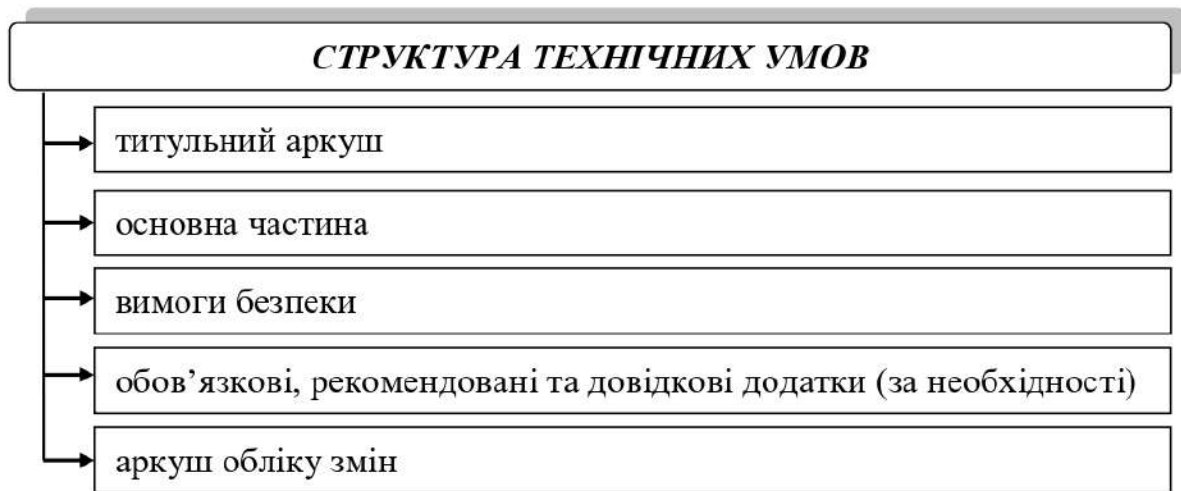 СТРУКТУРА ТЕХНІЧНИХ УМОВ
титульний аркуш
основна частина
вимоги безпеки
обов’язкові, рекомендовані та довідкові додатки (за необхідності)
аркуш обліку змін